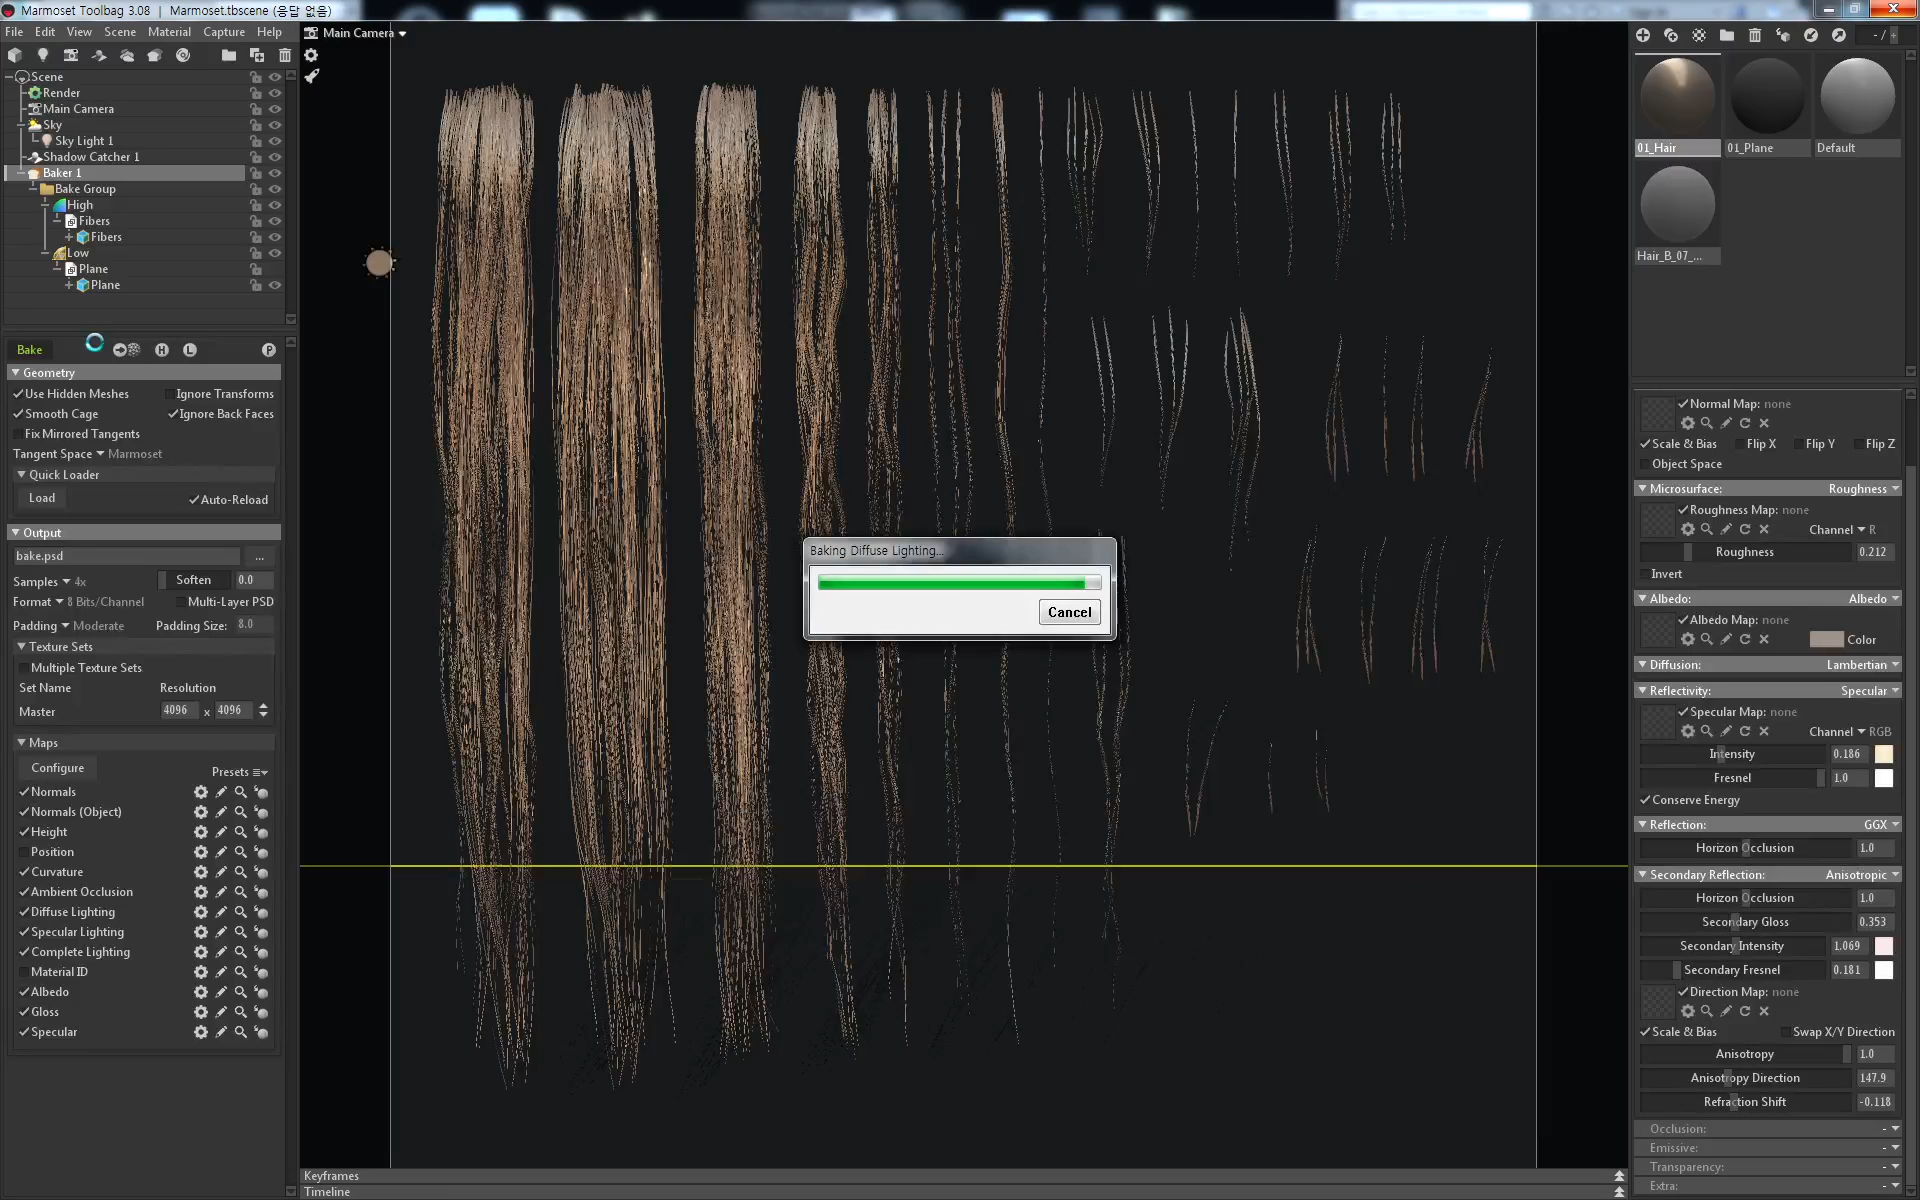 Marmoset Toolbag 3.08 | Marmoset.tbscene (응답 없음)
File Edit View Scene Material Capture Help
Main Camera
Scene
Render
Main Camera
Sky
Sky Light 1
Shadow Catcher 1
Baker 1
Bake Group
High
Fibers
Fibers
Low
Plane
Plane
Bake
H L P
Geometry
Use Hidden Meshes Ignore Transforms
Smooth Cage Ignore Back Faces
Fix Mirrored Tangents
Tangent Space Marmoset
Quick Loader
Load Auto-Reload
Output
bake.psd ...
Samples 4x Soften 0.0
Format 8 Bits/Channel Multi-Layer PSD
Padding Moderate Padding Size: 8.0
Texture Sets
Multiple Texture Sets
Set Name Resolution
Master 4096 x 4096
Maps
Configure Presets
Normals
Normals (Object)
Height
Position
Curvature
Ambient Occlusion
Diffuse Lighting
Specular Lighting
Complete Lighting
Material ID
Albedo
Gloss
Specular
Baking Diffuse Lighting...
Cancel
Keyframes
Timeline
- / +
01_Hair 01_Plane Default
Hair_B_07_...
Normal Map: none
Scale & Bias Flip X Flip Y Flip Z
Object Space
Microsurface: Roughness
Roughness Map: none
Channel R
Roughness 0.212
Invert
Albedo: Albedo
Albedo Map: none
Color
Diffusion: Lambertian
Reflectivity: Specular
Specular Map: none
Channel RGB
Intensity 0.186
Fresnel 1.0
Conserve Energy
Reflection: GGX
Horizon Occlusion 1.0
Secondary Reflection: Anisotropic
Horizon Occlusion 1.0
Secondary Gloss 0.353
Secondary Intensity 1.069
Secondary Fresnel 0.181
Direction Map: none
Scale & Bias Swap X/Y Direction
Anisotropy 1.0
Anisotropy Direction 147.9
Refraction Shift -0.118
Occlusion: -
Emissive: -
Transparency: -
Extra: -